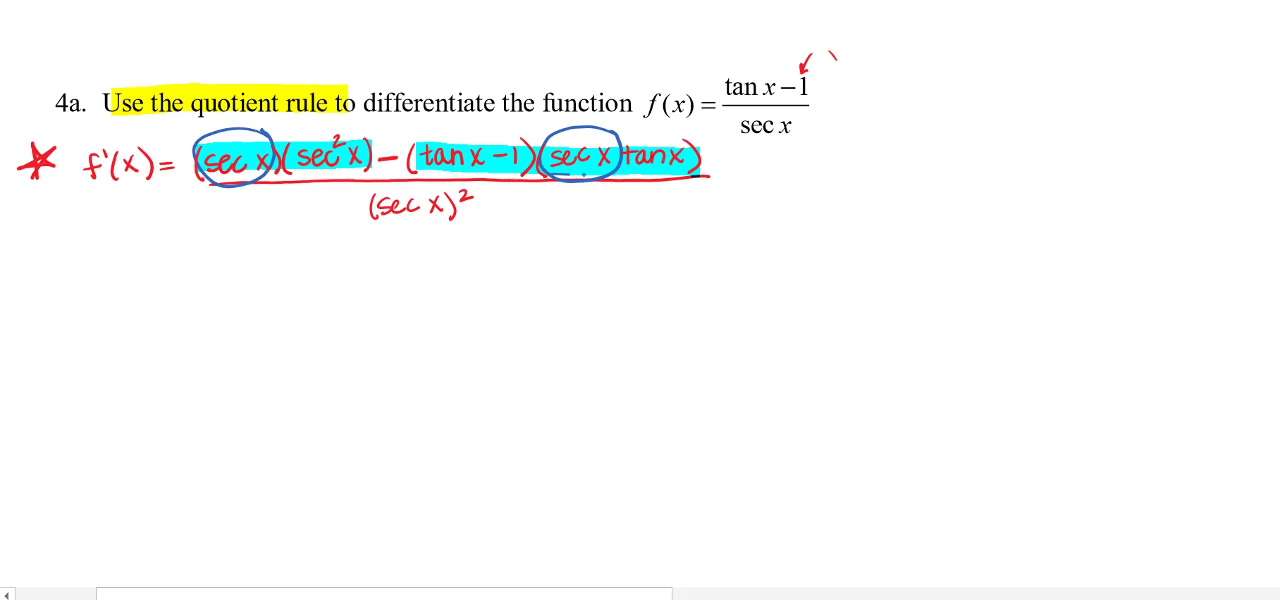 4a. Use the quotient rule to differentiate the function f(x) = (tan x − 1)/(sec x)
f'(x) = ((sec x)(sec² x) − (tan x − 1)(sec x tan x))/(sec x)²